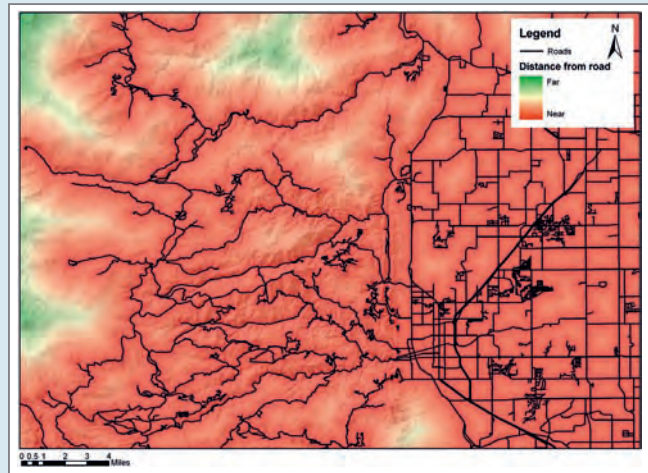 Legend
N
Roads
Distance from road
Far
Near
0 0.5 1 2 3 4
Miles